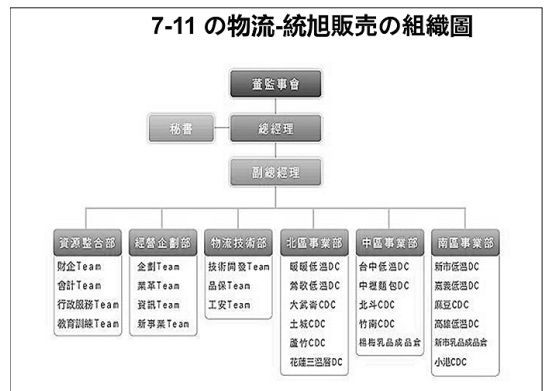 7-11 の物流-統旭販売の組織圖
董監事會
秘書
總經理
副總經理
資源整合部
財企Team
會計Team
行政服務Team
教育訓練Team
經營企劃部
企劃Team
業革Team
資訊Team
新事業Team
物流技術部
技術開發Team
品保Team
工安Team
北區事業部
暖暖低溫DC
鶯歌低溫DC
大武崙CDC
土城CDC
蘆竹CDC
花蓮三溫層DC
中區事業部
台中低溫DC
中壢麵包DC
北斗CDC
竹南CDC
楊梅乳品成品倉
南區事業部
新市低溫DC
嘉義低溫DC
麻豆CDC
高雄低溫DC
新市乳品成品倉
小港CDC